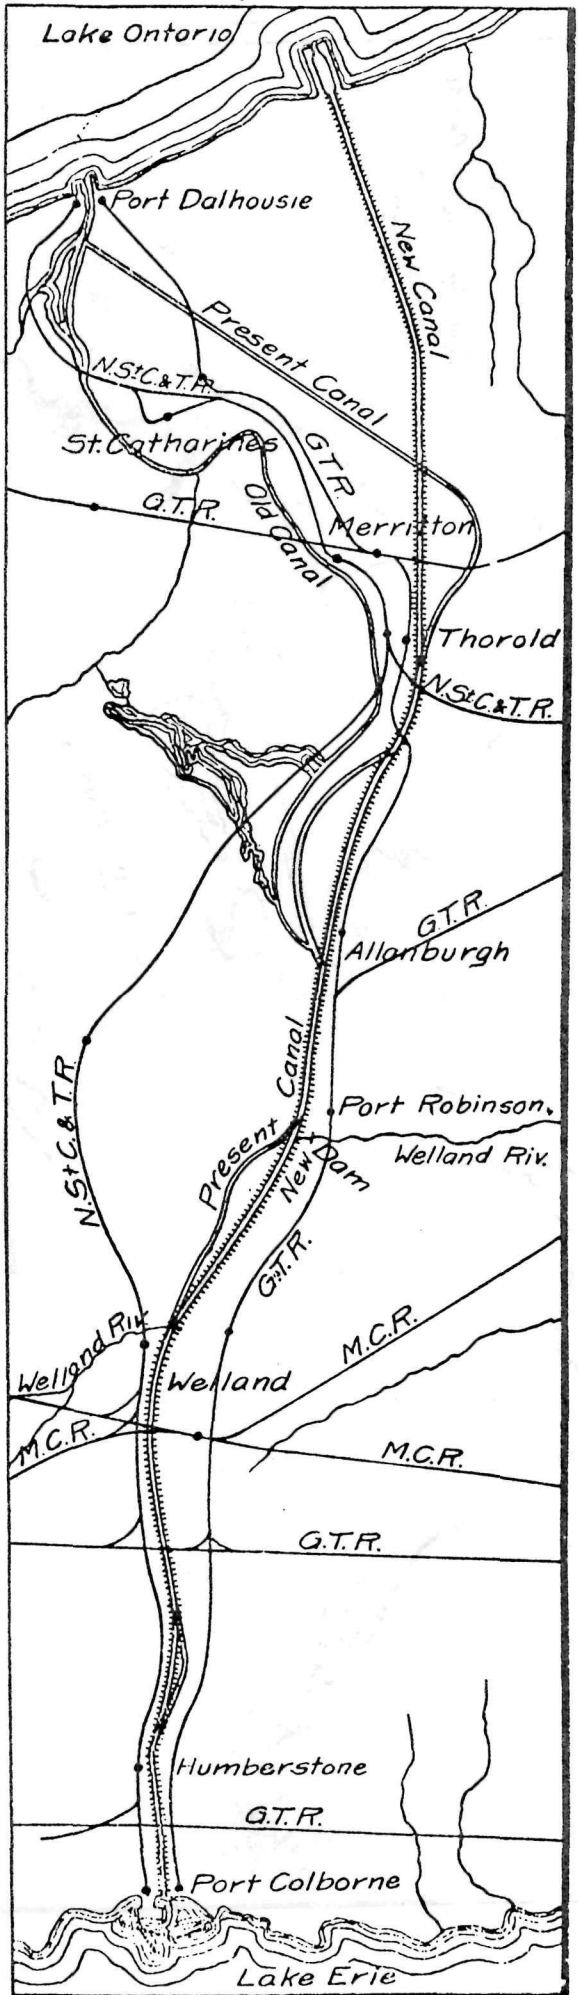 Lake Ontario
Port Dalhousie
New Canal
Present Canal
N.St.C.&T.R.
St. Catharines
G.T.R.
G.T.R.
Old Canal
Merritton
Thorold
N.St.C.&T.R.
G.T.R.
Allanburgh
Canal
Port Robinson.
Present
New Dam
Welland Riv.
N.St.C.&T.R.
G.T.R.
M.C.R.
Welland Riv.
Welland
M.C.R.
M.C.R.
G.T.R.
Humberstone
G.T.R.
Port Colborne
Lake Erie